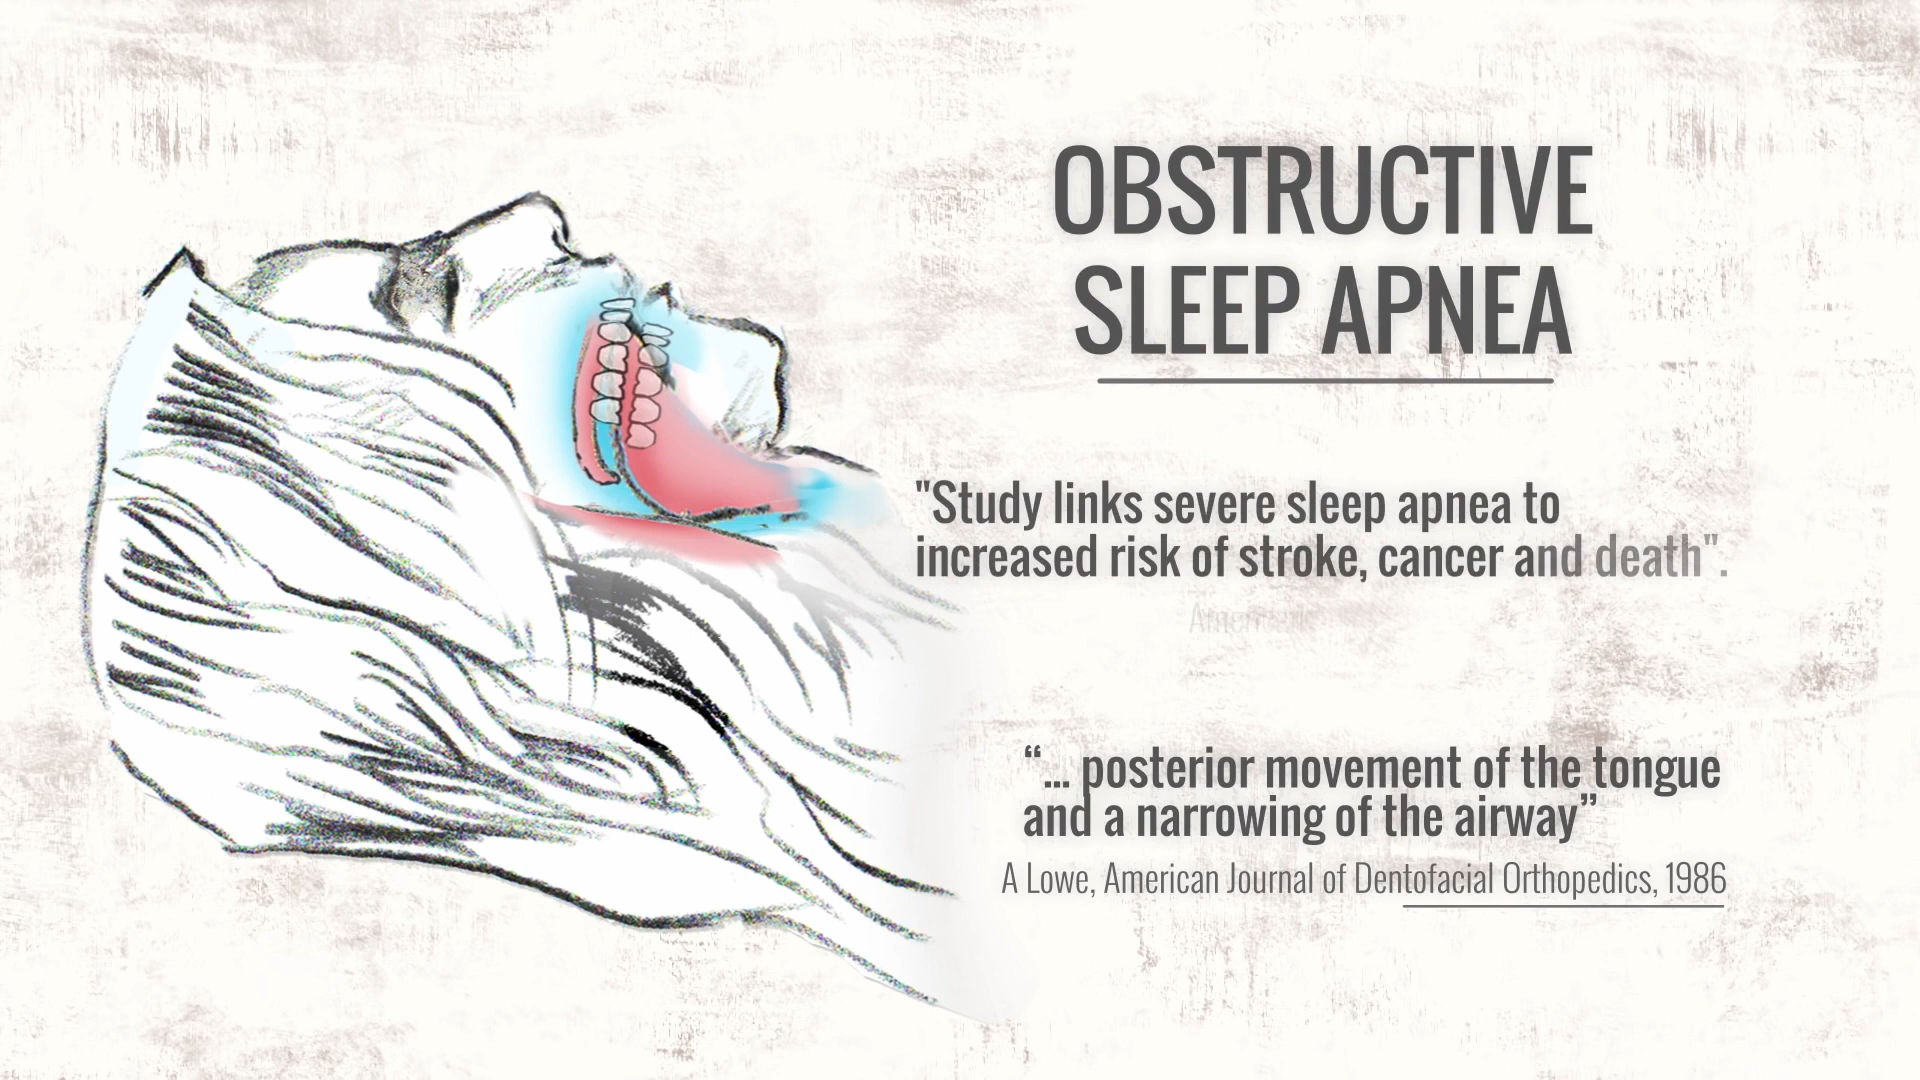 OBSTRUCTIVE
SLEEP APNEA
"Study links severe sleep apnea to
increased risk of stroke, cancer and death".
“... posterior movement of the tongue
and a narrowing of the airway”
A Lowe, American Journal of Dentofacial Orthopedics, 1986